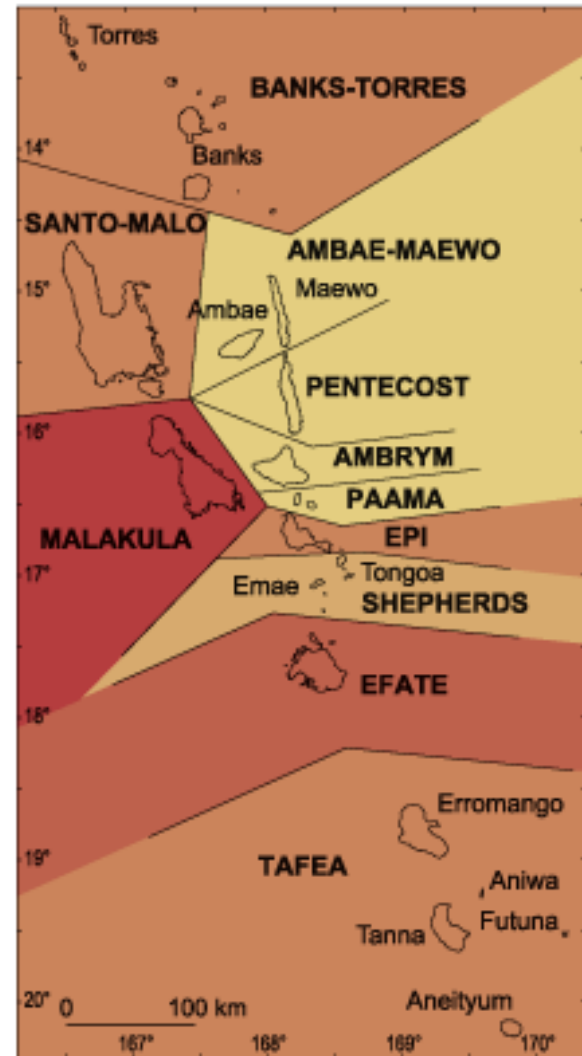 Torres
BANKS-TORRES
14°
Banks
SANTO-MALO
AMBAE-MAEWO
15°
Maewo
Ambae
PENTECOST
16°
AMBRYM
PAAMA
MALAKULA
EPI
17°
Emae
Tongoa
SHEPHERDS
EFATE
18°
Erromango
19°
TAFEA
Aniwa
Tanna
Futuna
20°
0 100 km
Aneityum
167° 168° 169° 170°